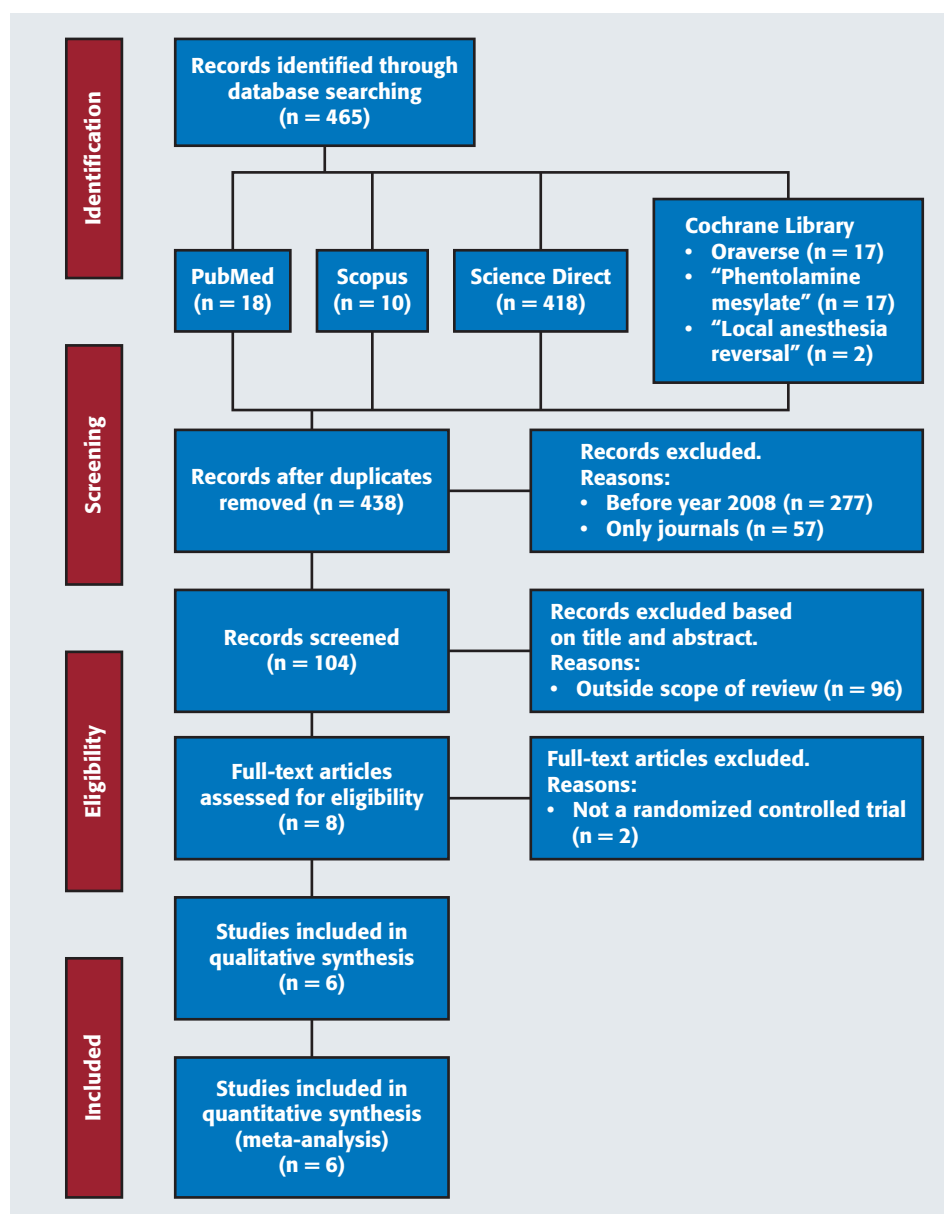 Identification
Records identified through
database searching
(n = 465)
PubMed
(n = 18)
Scopus
(n = 10)
Science Direct
(n = 418)
Cochrane Library
• Oraverse (n = 17)
• “Phentolamine
mesylate” (n = 17)
• “Local anesthesia
reversal” (n = 2)
Screening
Records after duplicates
removed (n = 438)
Records excluded.
Reasons:
• Before year 2008 (n = 277)
• Only journals (n = 57)
Records screened
(n = 104)
Records excluded based
on title and abstract.
Reasons:
• Outside scope of review (n = 96)
Eligibility
Full-text articles
assessed for eligibility
(n = 8)
Full-text articles excluded.
Reasons:
• Not a randomized controlled trial
(n = 2)
Studies included in
qualitative synthesis
(n = 6)
Included
Studies included in
quantitative synthesis
(meta-analysis)
(n = 6)